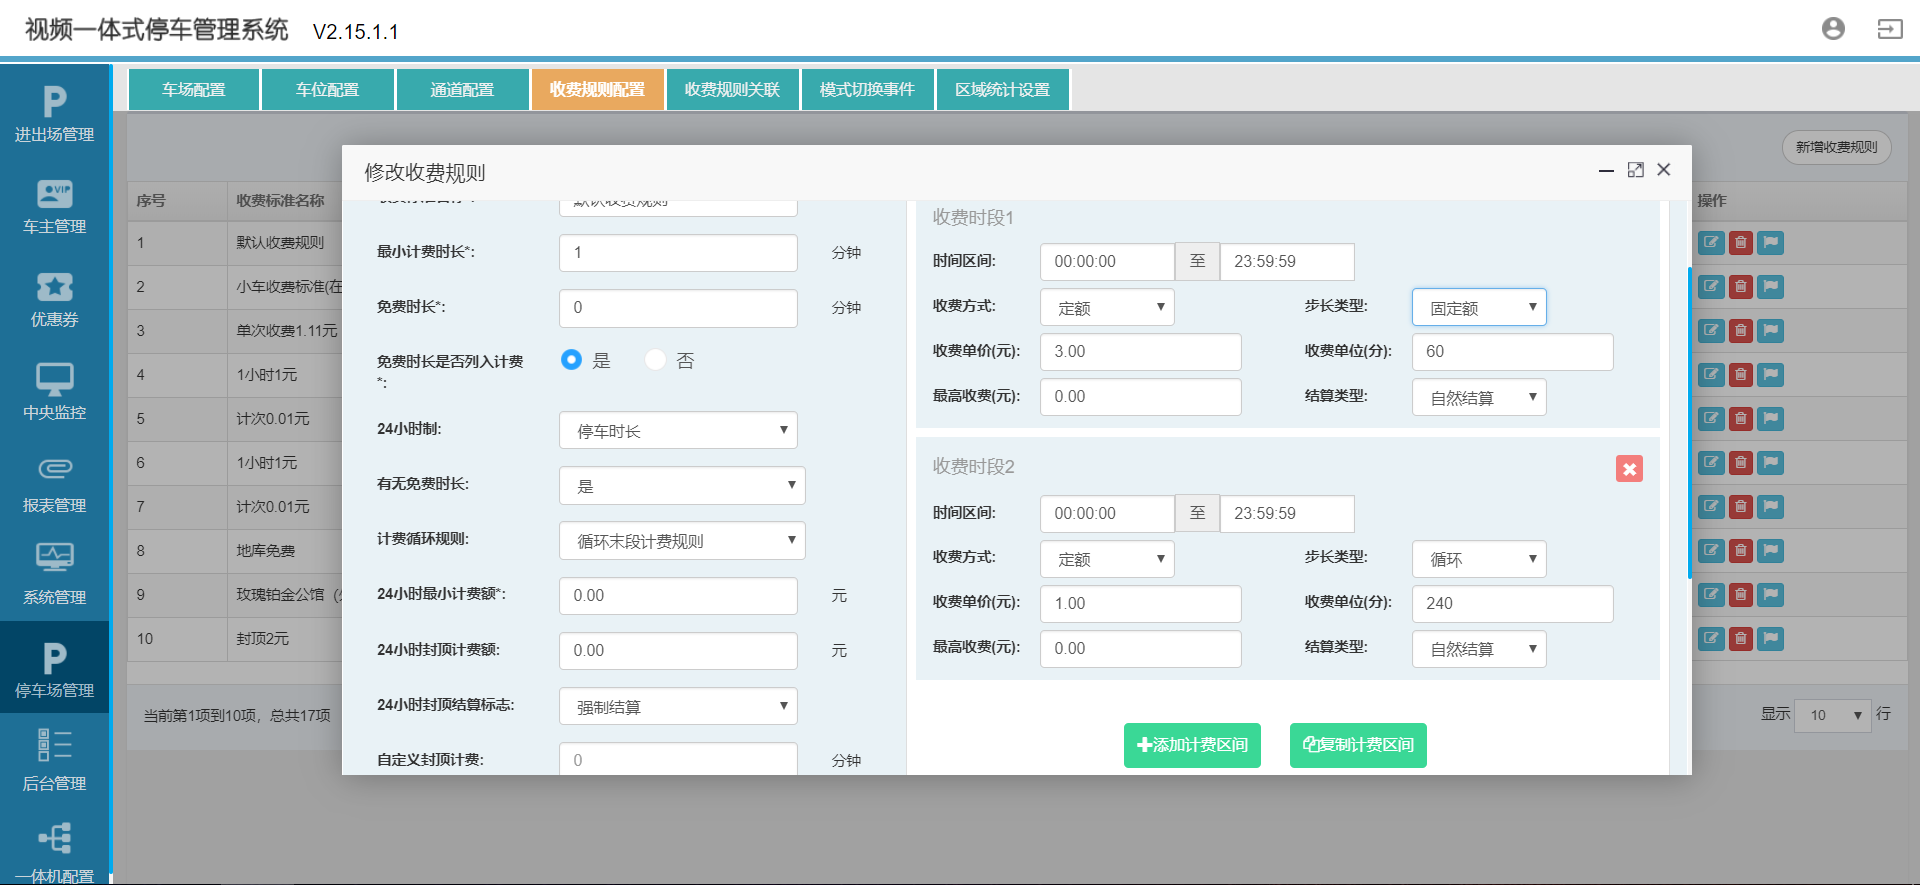 视频一体式停车管理系统 V2.15.1.1
进出场管理
车主管理
VIP
优惠券
中央监控
报表管理
系统管理
停车场管理
后台管理
一体机配置
车场配置 车位配置 通道配置 收费规则配置 收费规则关联 模式切换事件 区域统计设置
新增收费规则
序号 收费标准名称 操作
1 默认收费规则
2 小车收费标准(在
3 单次收费1.11元
4 1小时1元
5 计次0.01元
6 1小时1元
7 计次0.01元
8 地库免费
9 玫瑰铂金公馆
10 封顶2元
当前第1项到10项，总共17项
显示 10 行
修改收费规则
默认收费规则
最小计费时长*: 1 分钟
免费时长*: 0 分钟
免费时长是否列入计费
*:
是 否
24小时制: 停车时长
有无免费时长: 是
计费循环规则: 循环末段计费规则
24小时最小计费额*: 0.00 元
24小时封顶计费额: 0.00 元
24小时封顶结算标志: 强制结算
自定义封顶计费: 0 分钟
收费时段1
时间区间: 00:00:00 至 23:59:59
收费方式: 定额 步长类型: 固定额
收费单价(元): 3.00 收费单位(分): 60
最高收费(元): 0.00 结算类型: 自然结算
收费时段2
时间区间: 00:00:00 至 23:59:59
收费方式: 定额 步长类型: 循环
收费单价(元): 1.00 收费单位(分): 240
最高收费(元): 0.00 结算类型: 自然结算
添加计费区间 复制计费区间